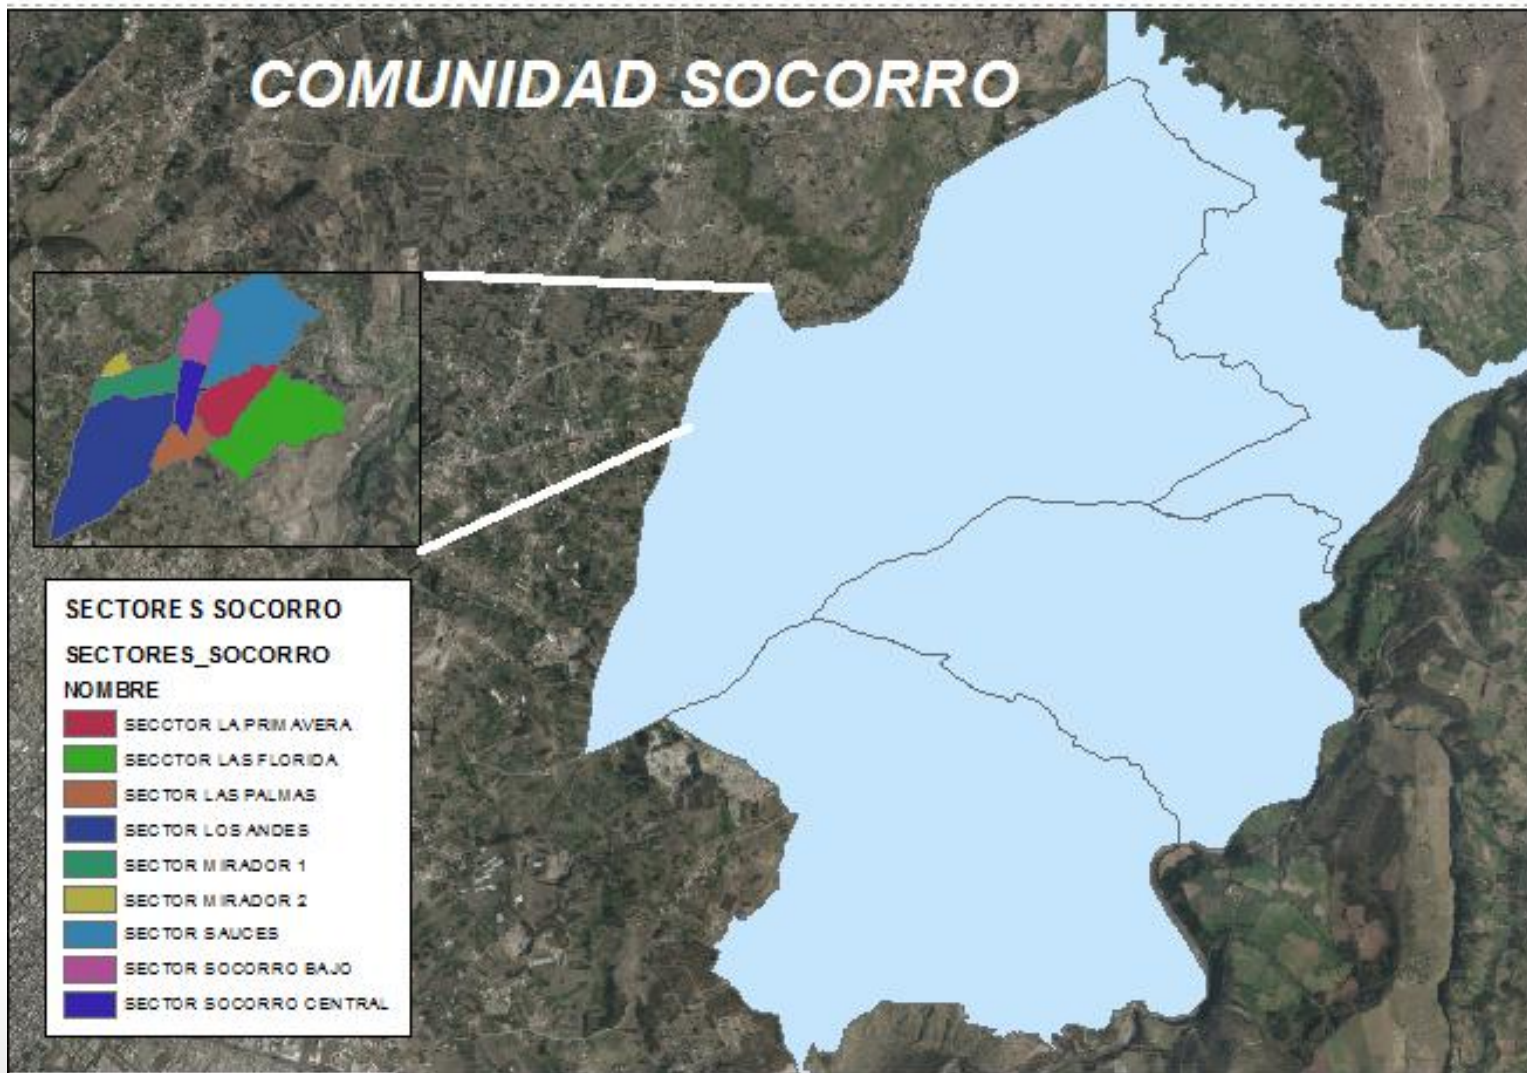 COMUNIDAD SOCORRO
SECTORES SOCORRO
SECTORES_SOCORRO
NOMBRE
SECCTOR LA PRIMAVERA
SECCTOR LAS FLORIDA
SECTOR LAS PALMAS
SECTOR LOS ANDES
SECTOR MIRADOR 1
SECTOR MIRADOR 2
SECTOR SAUCES
SECTOR SOCORRO BAJO
SECTOR SOCORRO CENTRAL